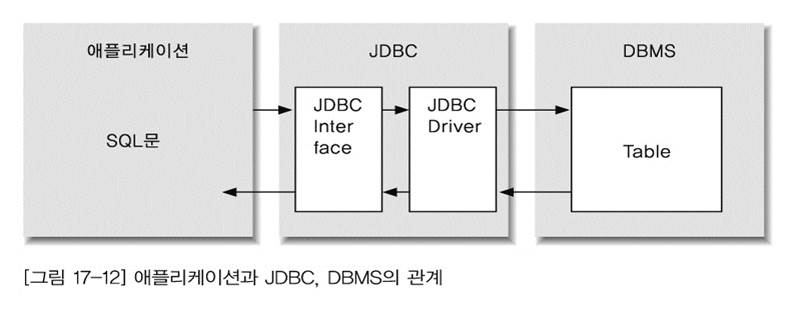 애플리케이션
SQL문
JDBC
JDBC
Inter
face
JDBC
Driver
DBMS
Table
[그림 17-12] 애플리케이션과 JDBC, DBMS의 관계